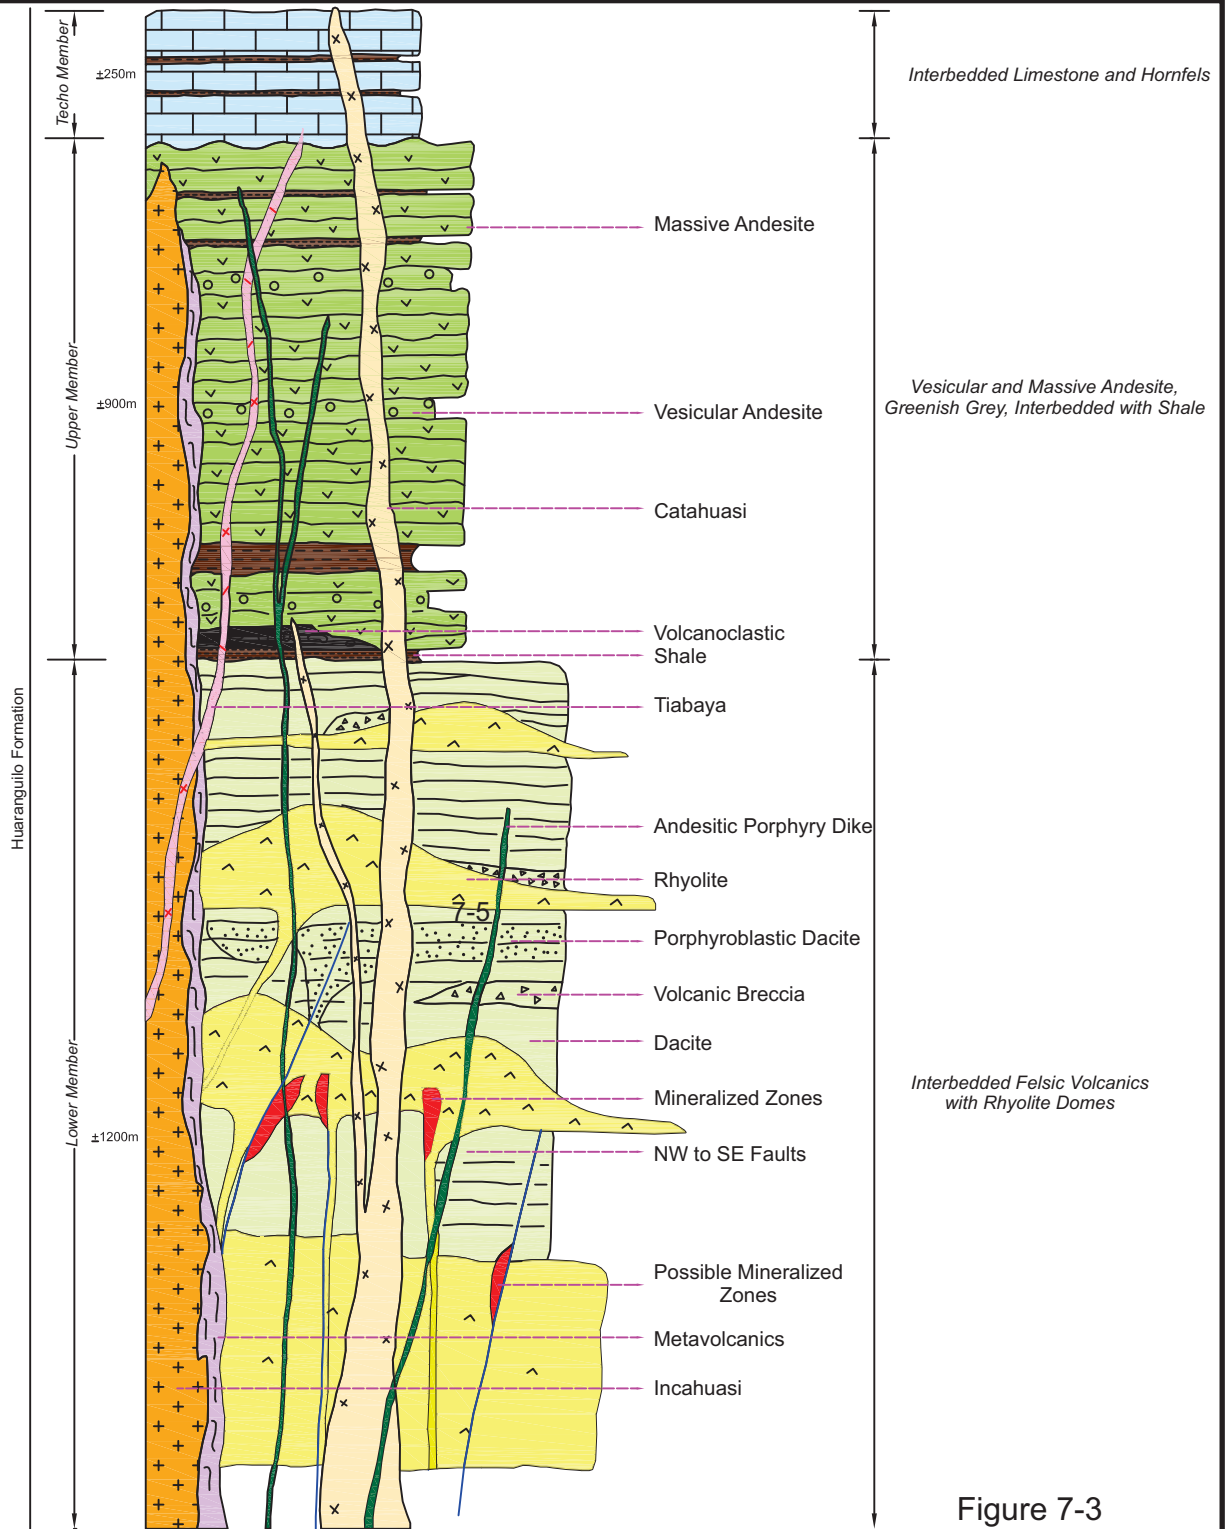 Techo Member
±250m
Interbedded Limestone and Hornfels
Massive Andesite
Upper Member
±900m
Vesicular Andesite
Vesicular and Massive Andesite,
Greenish Grey, Interbedded with Shale
Catahuasi
Volcanoclastic
Shale
Huaranguilo Formation
Tiabaya
Andesitic Porphyry Dike
Rhyolite
7-5
Porphyroblastic Dacite
Volcanic Breccia
Dacite
Lower Member
±1200m
Mineralized Zones
Interbedded Felsic Volcanics
with Rhyolite Domes
NW to SE Faults
Possible Mineralized
Zones
Metavolcanics
Incahuasi
Figure 7-3